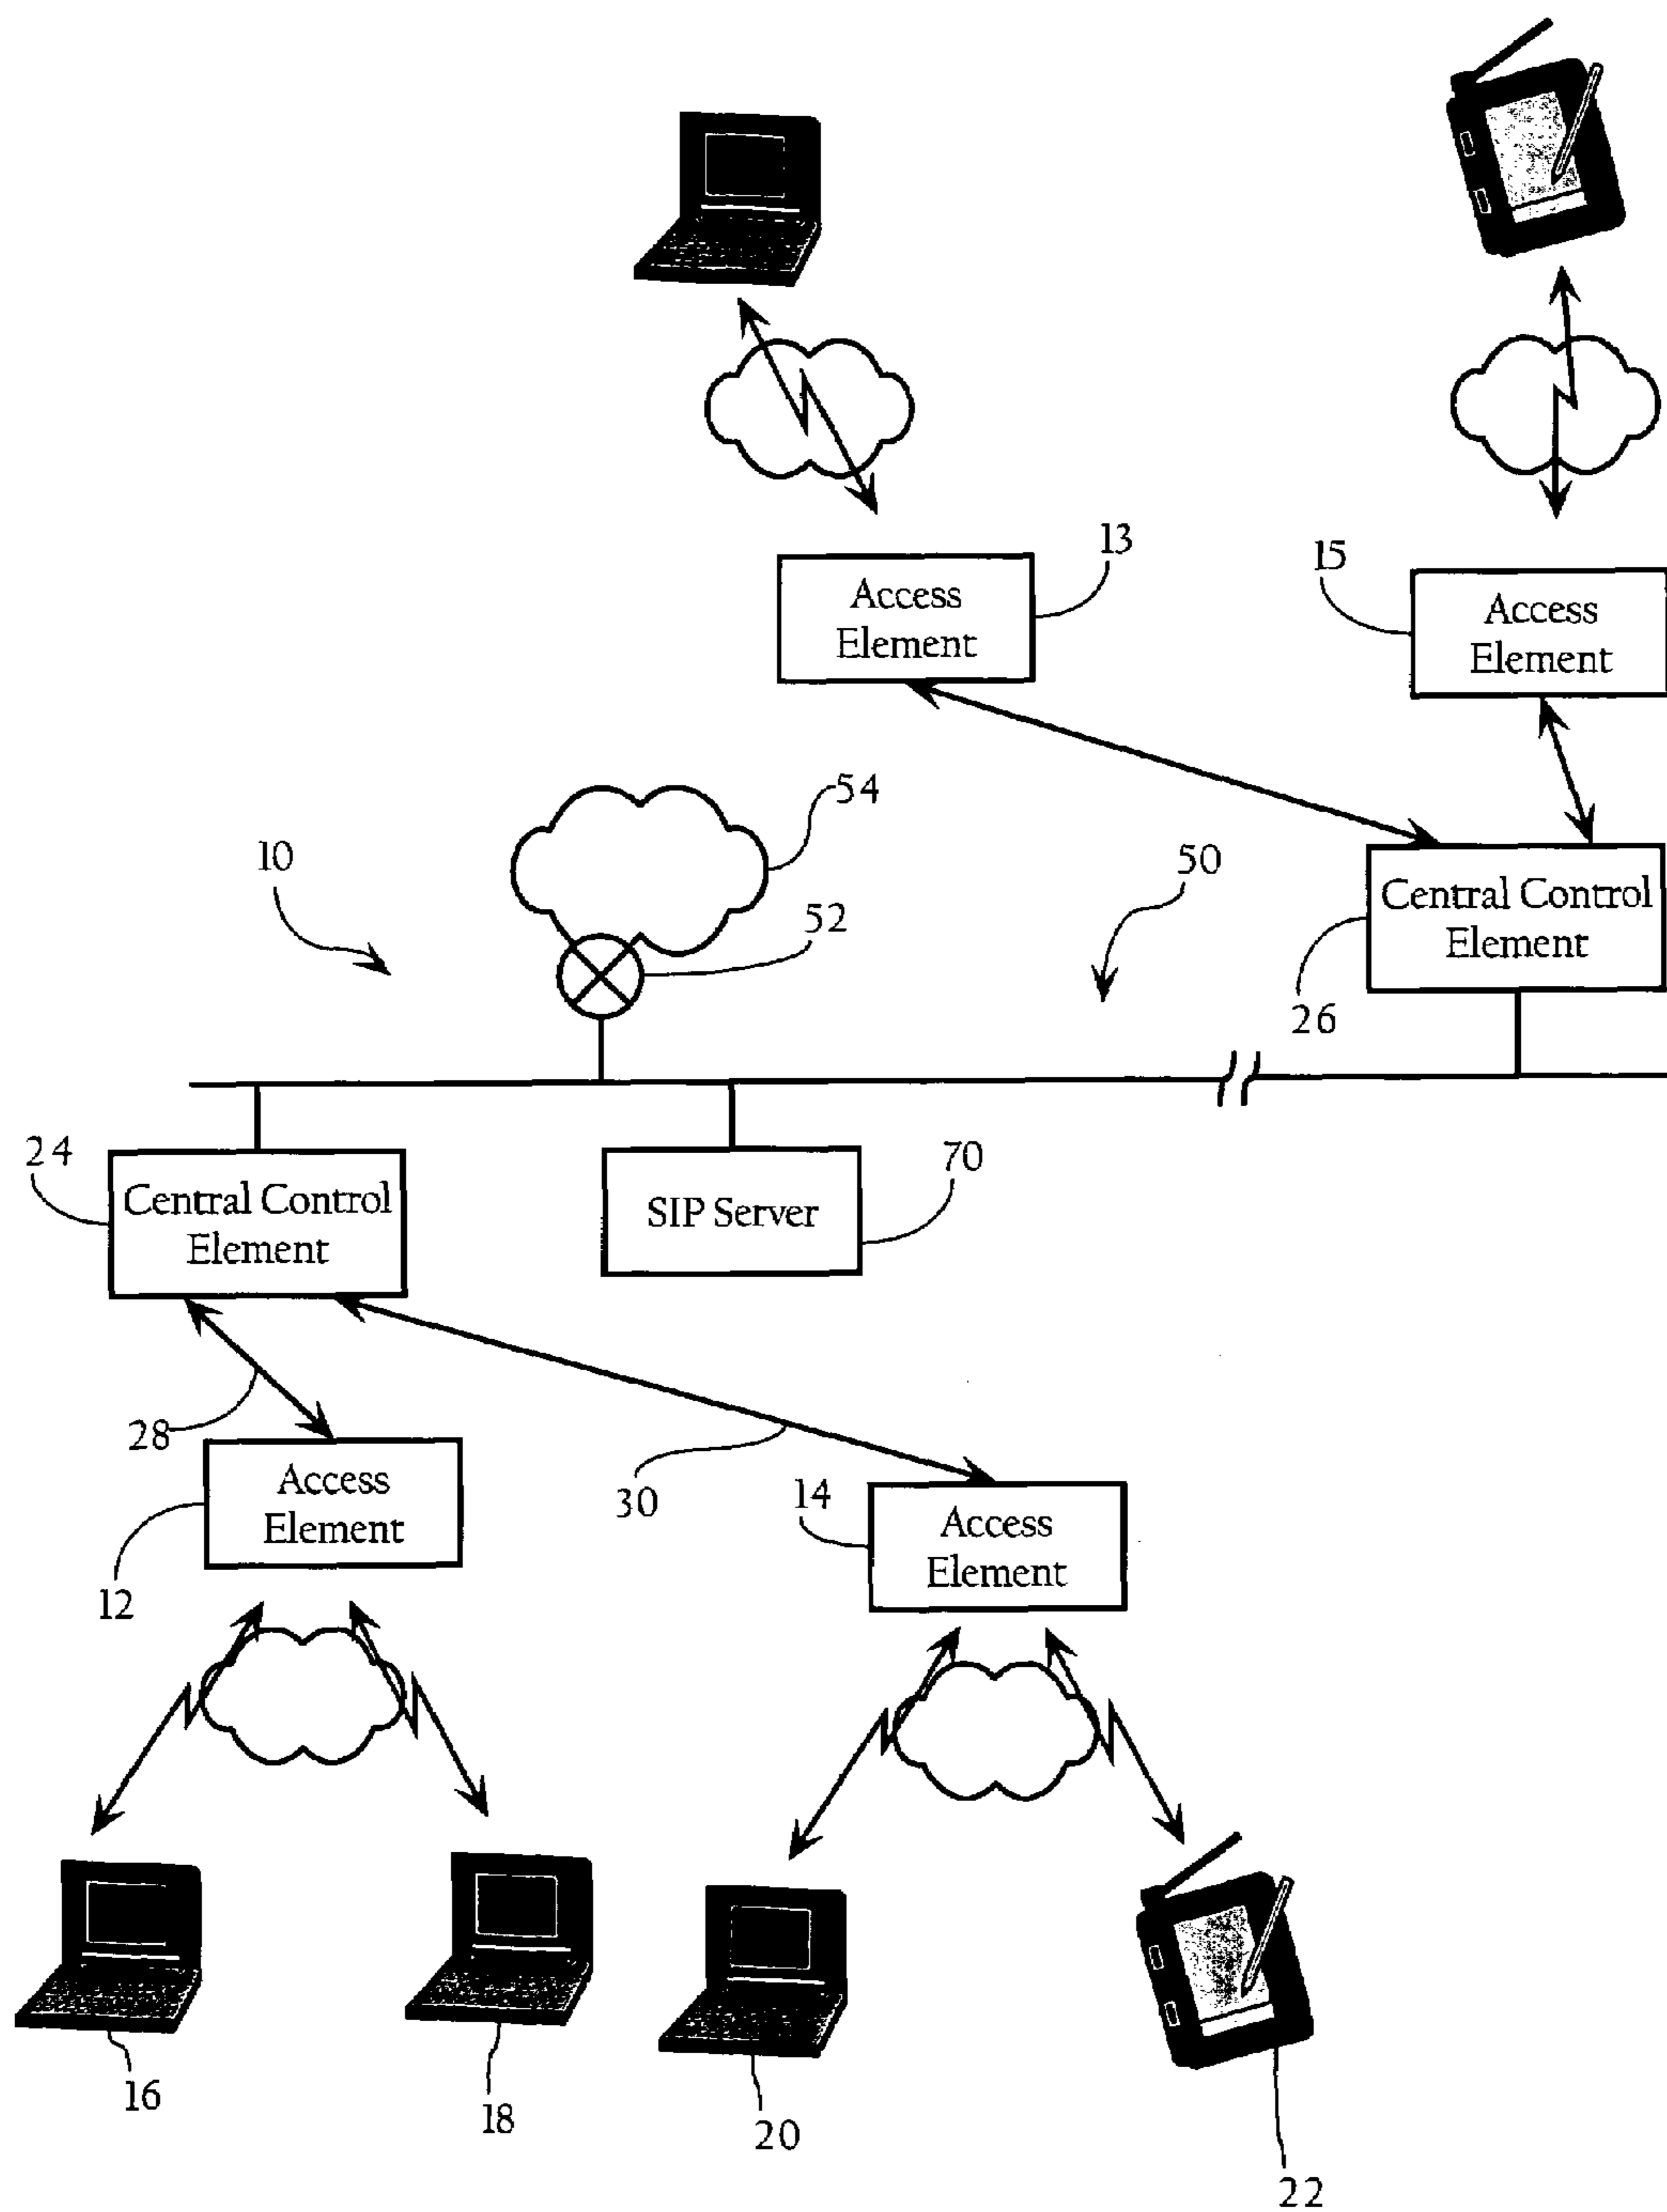 13
15
Access
Element
Access
Element
54
10
50
52
Central Control
Element
26
24
70
Central Control
Element
SIP Server
28
30
14
Access
Element
Access
Element
12
16
18
20
22